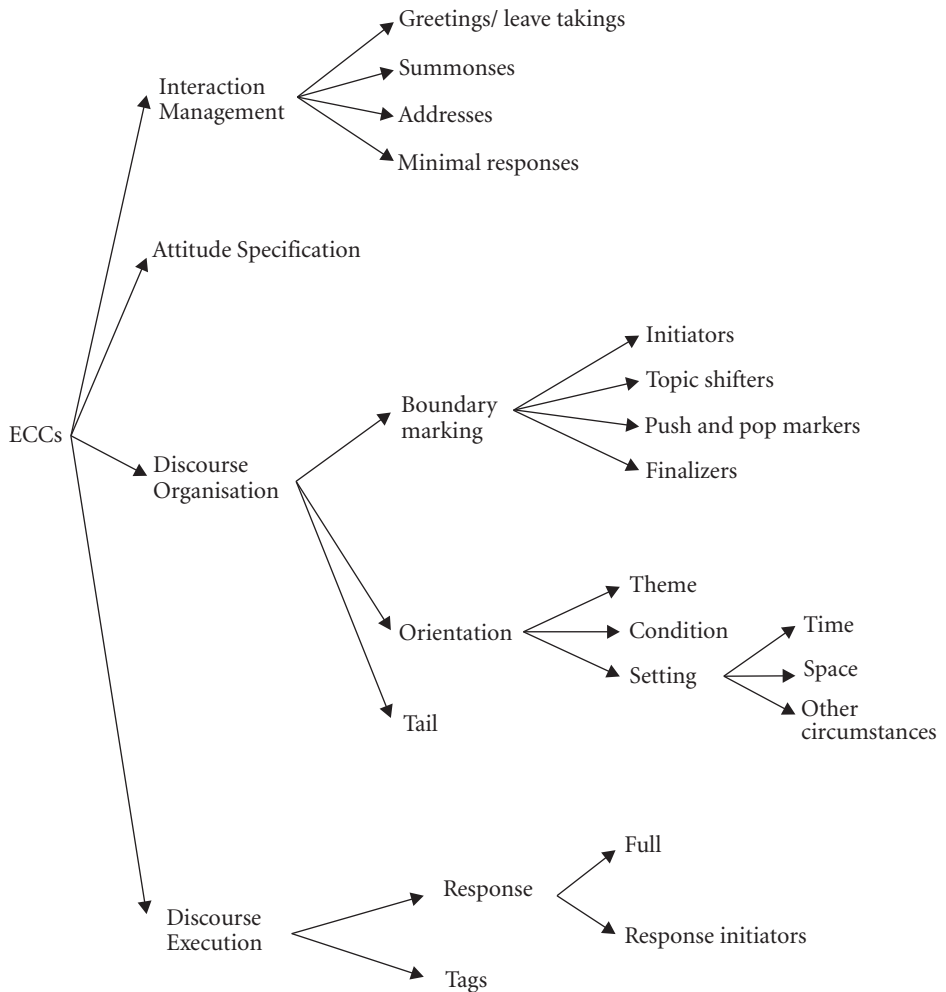 Greetings/ leave takings
Summonses
Interaction
Management
Addresses
Minimal responses
Attitude Specification
Initiators
Topic shifters
Boundary
marking
Push and pop markers
Finalizers
ECCs
Discourse
Organisation
Theme
Orientation
Condition
Time
Setting
Space
Other
circumstances
Tail
Full
Response
Discourse
Execution
Response initiators
Tags